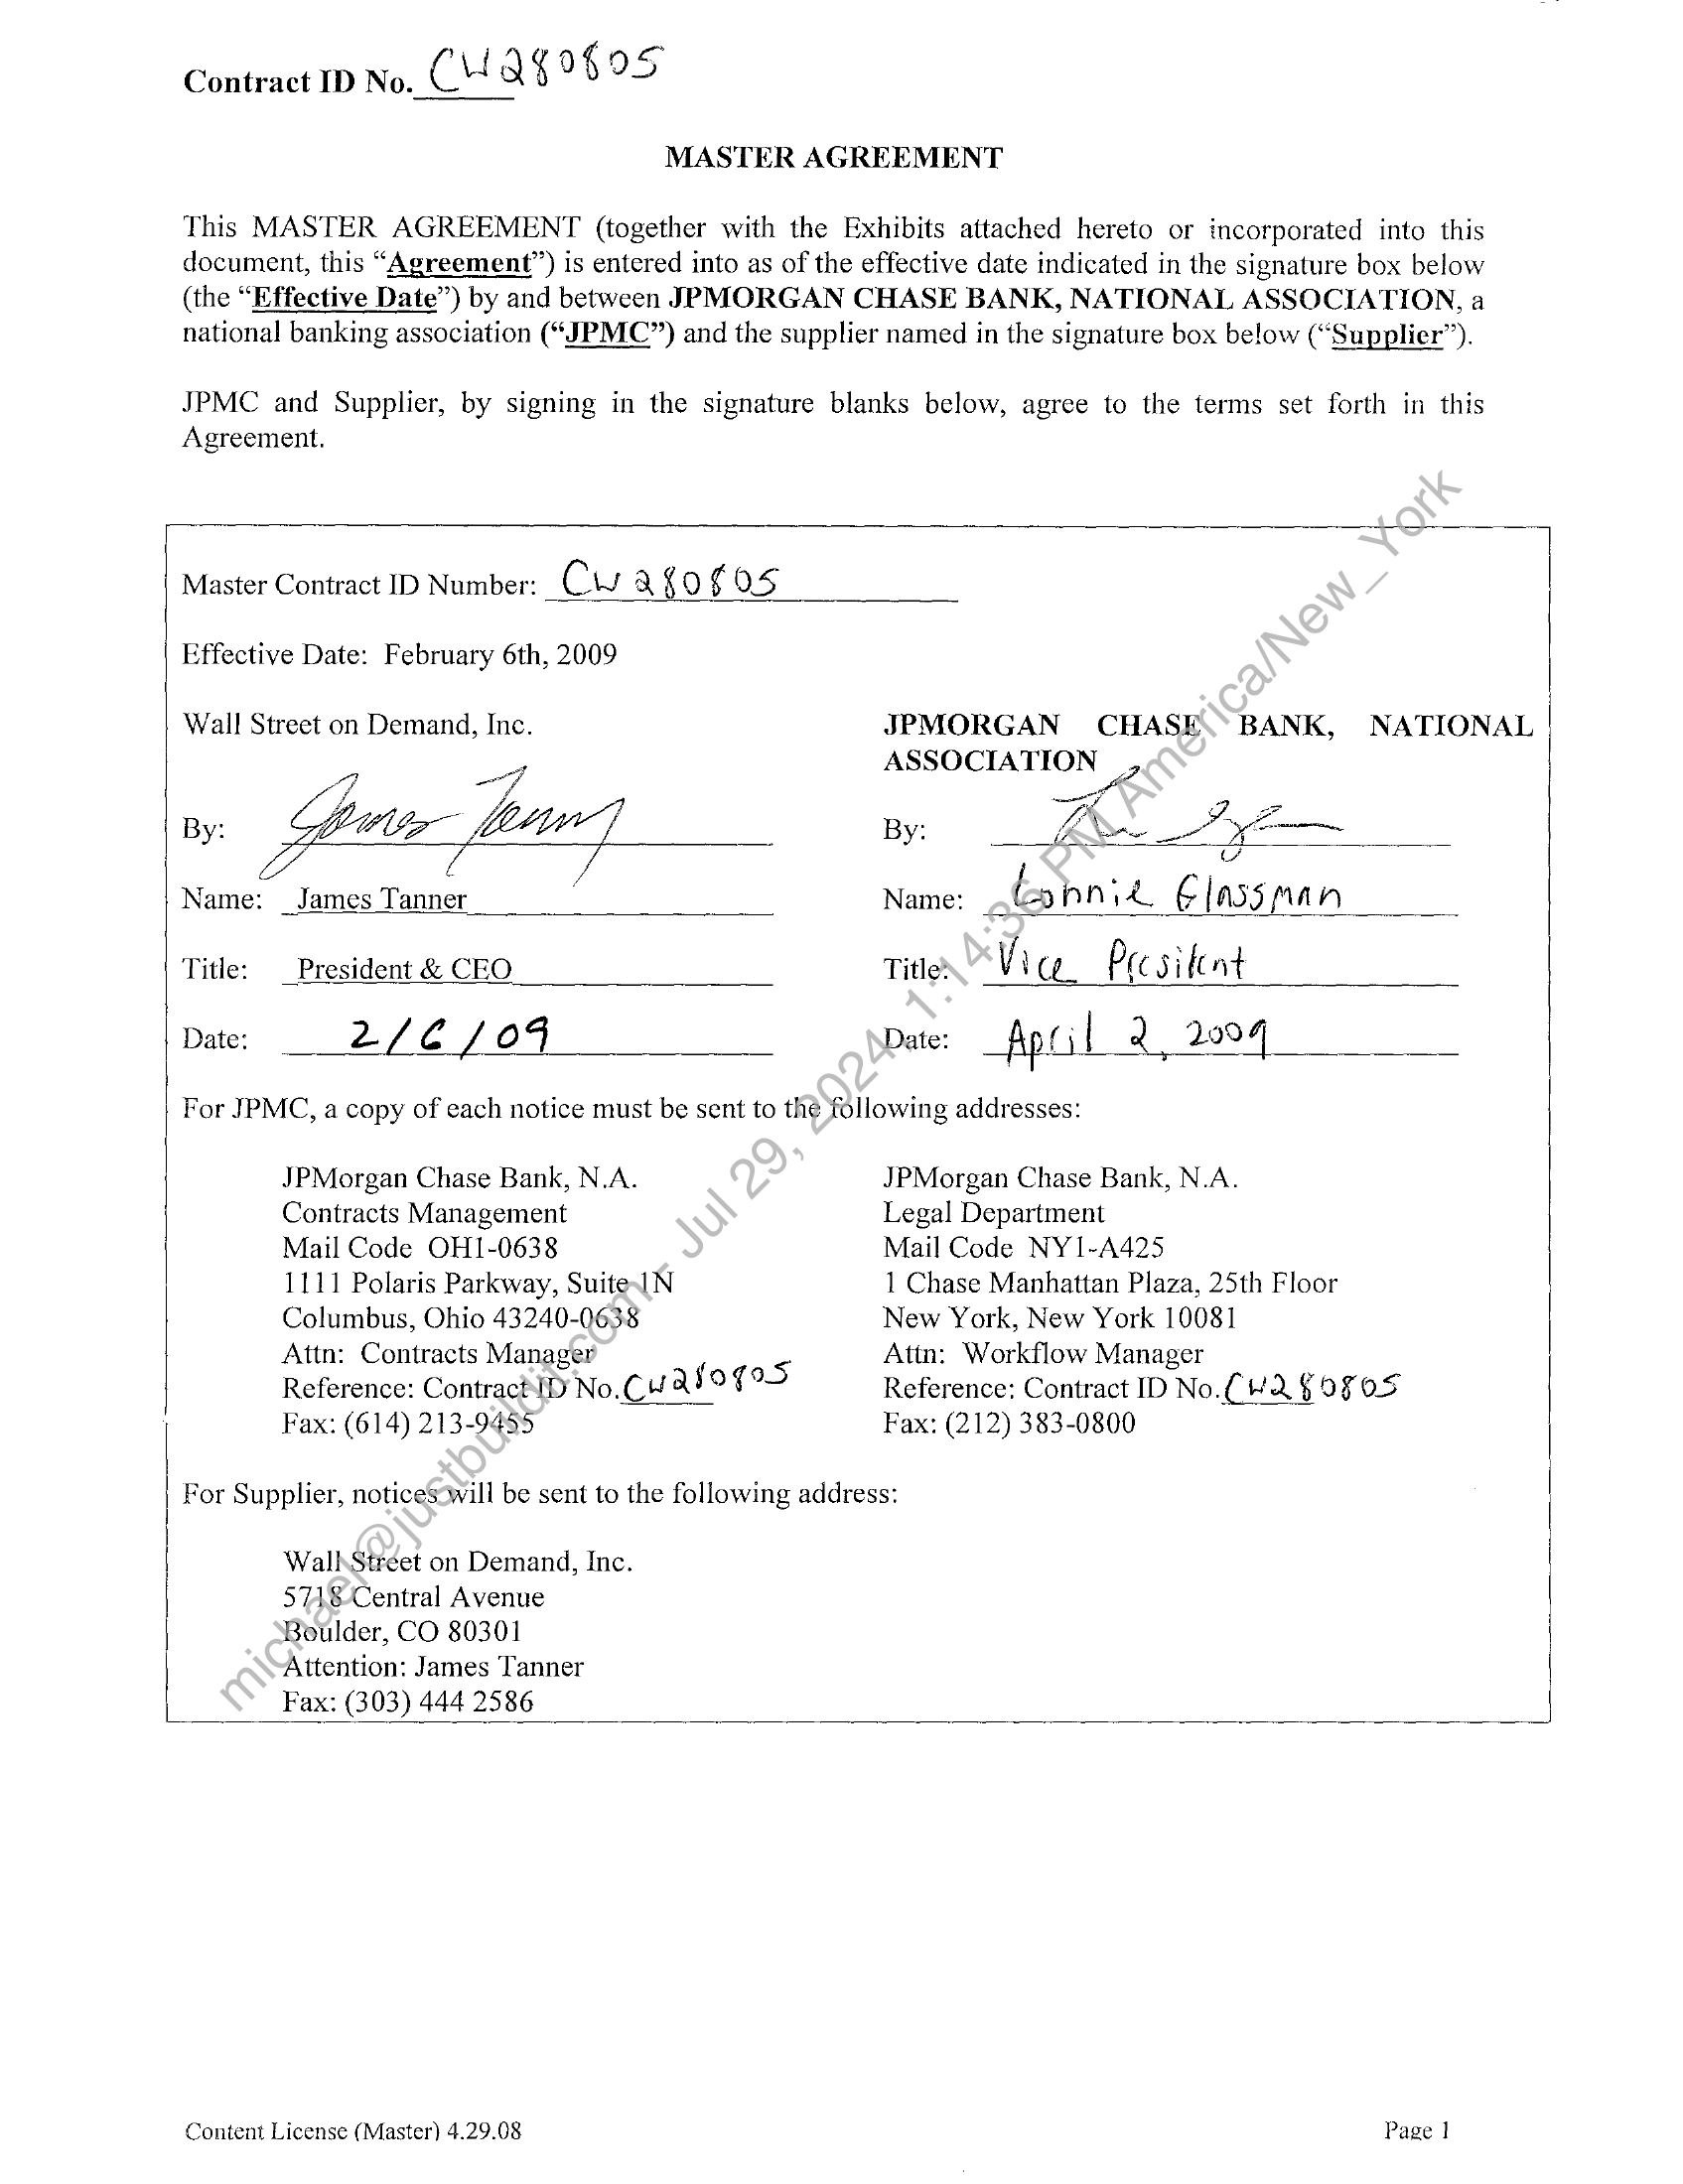 Contract ID No. CW280805
MASTER AGREEMENT
This MASTER AGREEMENT (together with the Exhibits attached hereto or incorporated into this
document, this “Agreement”) is entered into as of the effective date indicated in the signature box below
(the “Effective Date”) by and between JPMORGAN CHASE BANK, NATIONAL ASSOCIATION, a
national banking association (“JPMC”) and the supplier named in the signature box below (“Supplier”).
JPMC and Supplier, by signing in the signature blanks below, agree to the terms set forth in this
Agreement.
Master Contract ID Number: CW280805
Effective Date: February 6th, 2009
Wall Street on Demand, Inc.
By: James Tanner
Name: James Tanner
Title: President & CEO
Date: 2/6/09
JPMORGAN CHASE BANK, NATIONAL
ASSOCIATION
By:
Name: Lonnie Glassman
Title: Vice President
Date: April 2, 2009
For JPMC, a copy of each notice must be sent to the following addresses:
JPMorgan Chase Bank, N.A.
Contracts Management
Mail Code OH1-0638
1111 Polaris Parkway, Suite 1N
Columbus, Ohio 43240-0638
Attn: Contracts Manager
Reference: Contract ID No. CW280805
Fax: (614) 213-9455
JPMorgan Chase Bank, N.A.
Legal Department
Mail Code NY1-A425
1 Chase Manhattan Plaza, 25th Floor
New York, New York 10081
Attn: Workflow Manager
Reference: Contract ID No. CW280805
Fax: (212) 383-0800
For Supplier, notices will be sent to the following address:
Wall Street on Demand, Inc.
5718 Central Avenue
Boulder, CO 80301
Attention: James Tanner
Fax: (303) 444 2586
michael@justbuildit.com - Jul 29, 2024, 1:14:36 PM America/New_York
Content License (Master) 4.29.08
Page 1